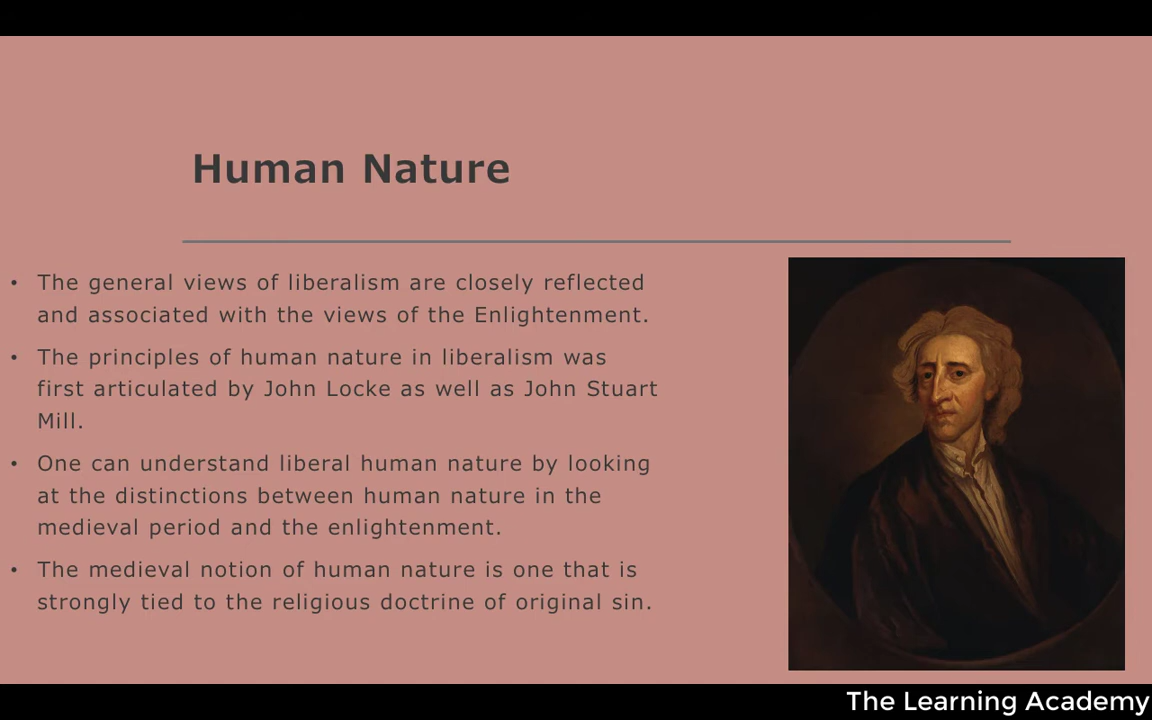 Human Nature
• The general views of liberalism are closely reflected
and associated with the views of the Enlightenment.
• The principles of human nature in liberalism was
first articulated by John Locke as well as John Stuart
Mill.
• One can understand liberal human nature by looking
at the distinctions between human nature in the
medieval period and the enlightenment.
• The medieval notion of human nature is one that is
strongly tied to the religious doctrine of original sin.
The Learning Academy